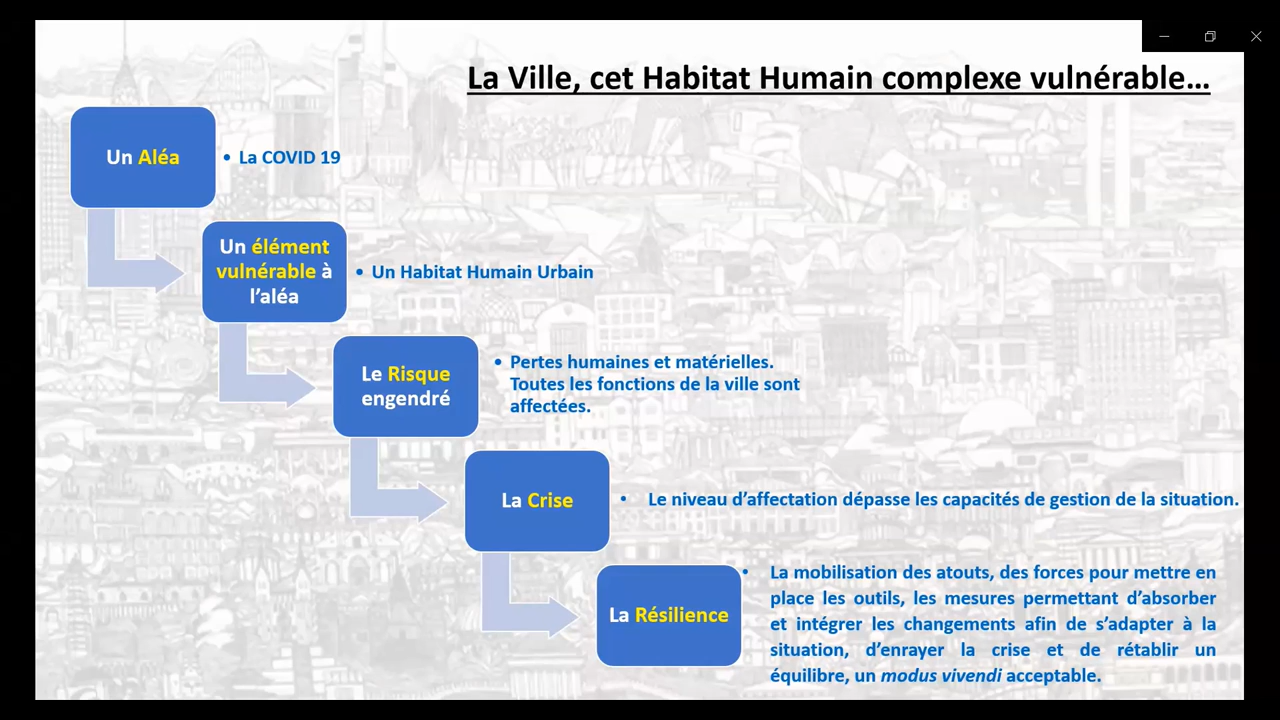 La Ville, cet Habitat Humain complexe vulnérable...
Un Aléa
• La COVID 19
Un élément
vulnérable à
l'aléa
• Un Habitat Humain Urbain
Le Risque
engendré
• Pertes humaines et matérielles.
Toutes les fonctions de la ville sont
affectées.
La Crise
• Le niveau d'affectation dépasse les capacités de gestion de la situation.
La Résilience
• La mobilisation des atouts, des forces pour mettre en
place les outils, les mesures permettant d'absorber
et intégrer les changements afin de s'adapter à la
situation, d'enrayer la crise et de rétablir un
équilibre, un modus vivendi acceptable.